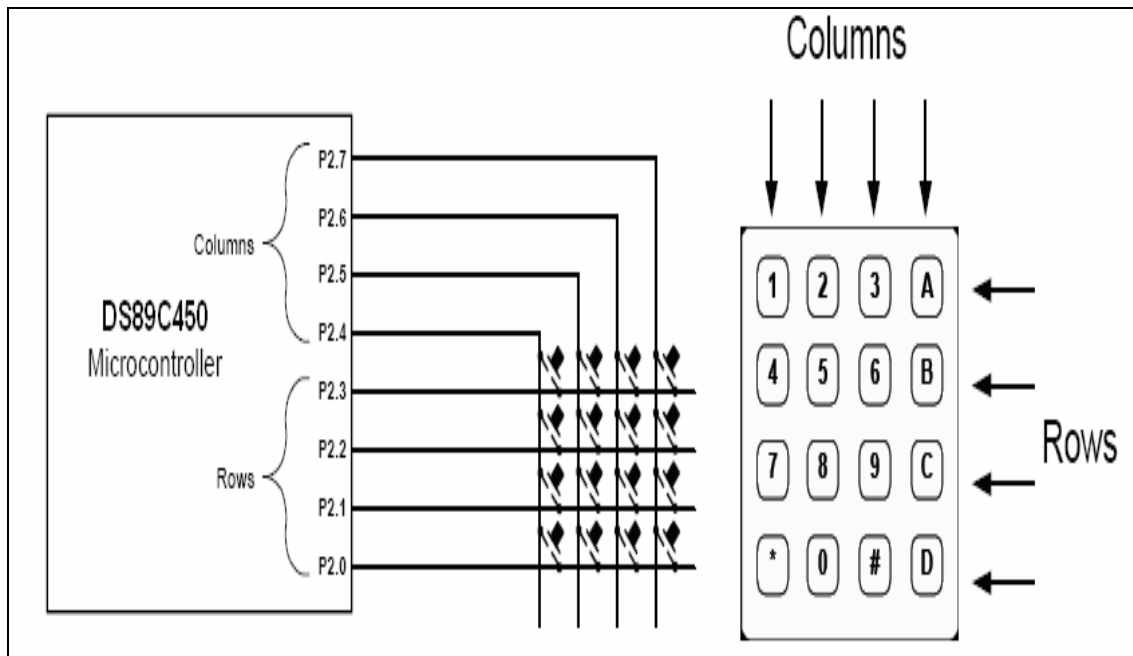 Columns
P2.7
P2.6
Columns
P2.5
DS89C450
Microcontroller
P2.4
P2.3
P2.2
Rows
P2.1
P2.0
1 2 3 A
4 5 6 B
7 8 9 C
* 0 # D
Rows